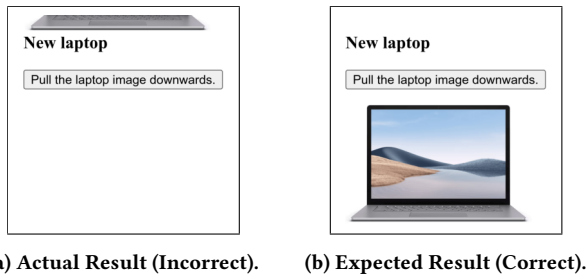 New laptop
Pull the laptop image downwards.
New laptop
Pull the laptop image downwards.
) Actual Result (Incorrect).
(b) Expected Result (Correct).